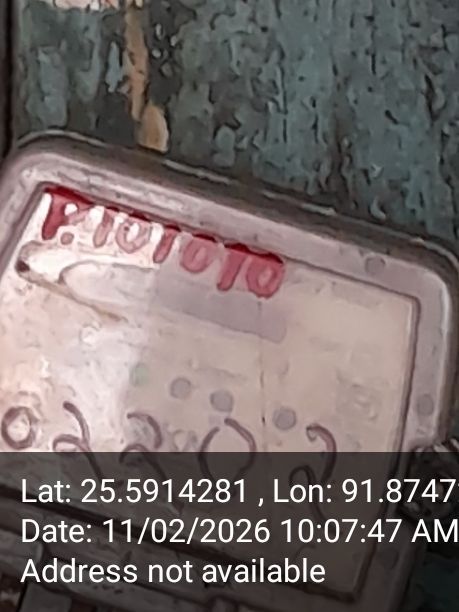 P.101010
Lat: 25.5914281 , Lon: 91.8747
Date: 11/02/2026 10:07:47 AM
Address not available